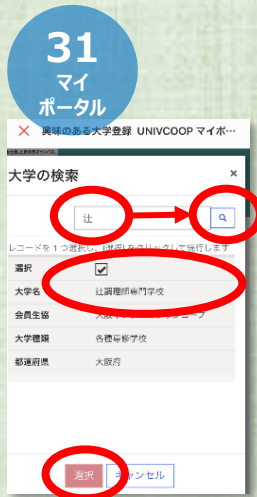 31
マイ
ポータル
× 興味のある大学登録 UNIVCOOP マイポ…
大学の検索 ×
辻
レコードを 1 つ選択し、[選択]をクリックして続行します
選択
大学名 辻調理師専門学校
会員生協
大学種類 各種専修学校
都道府県 大阪府
選択 キャンセル